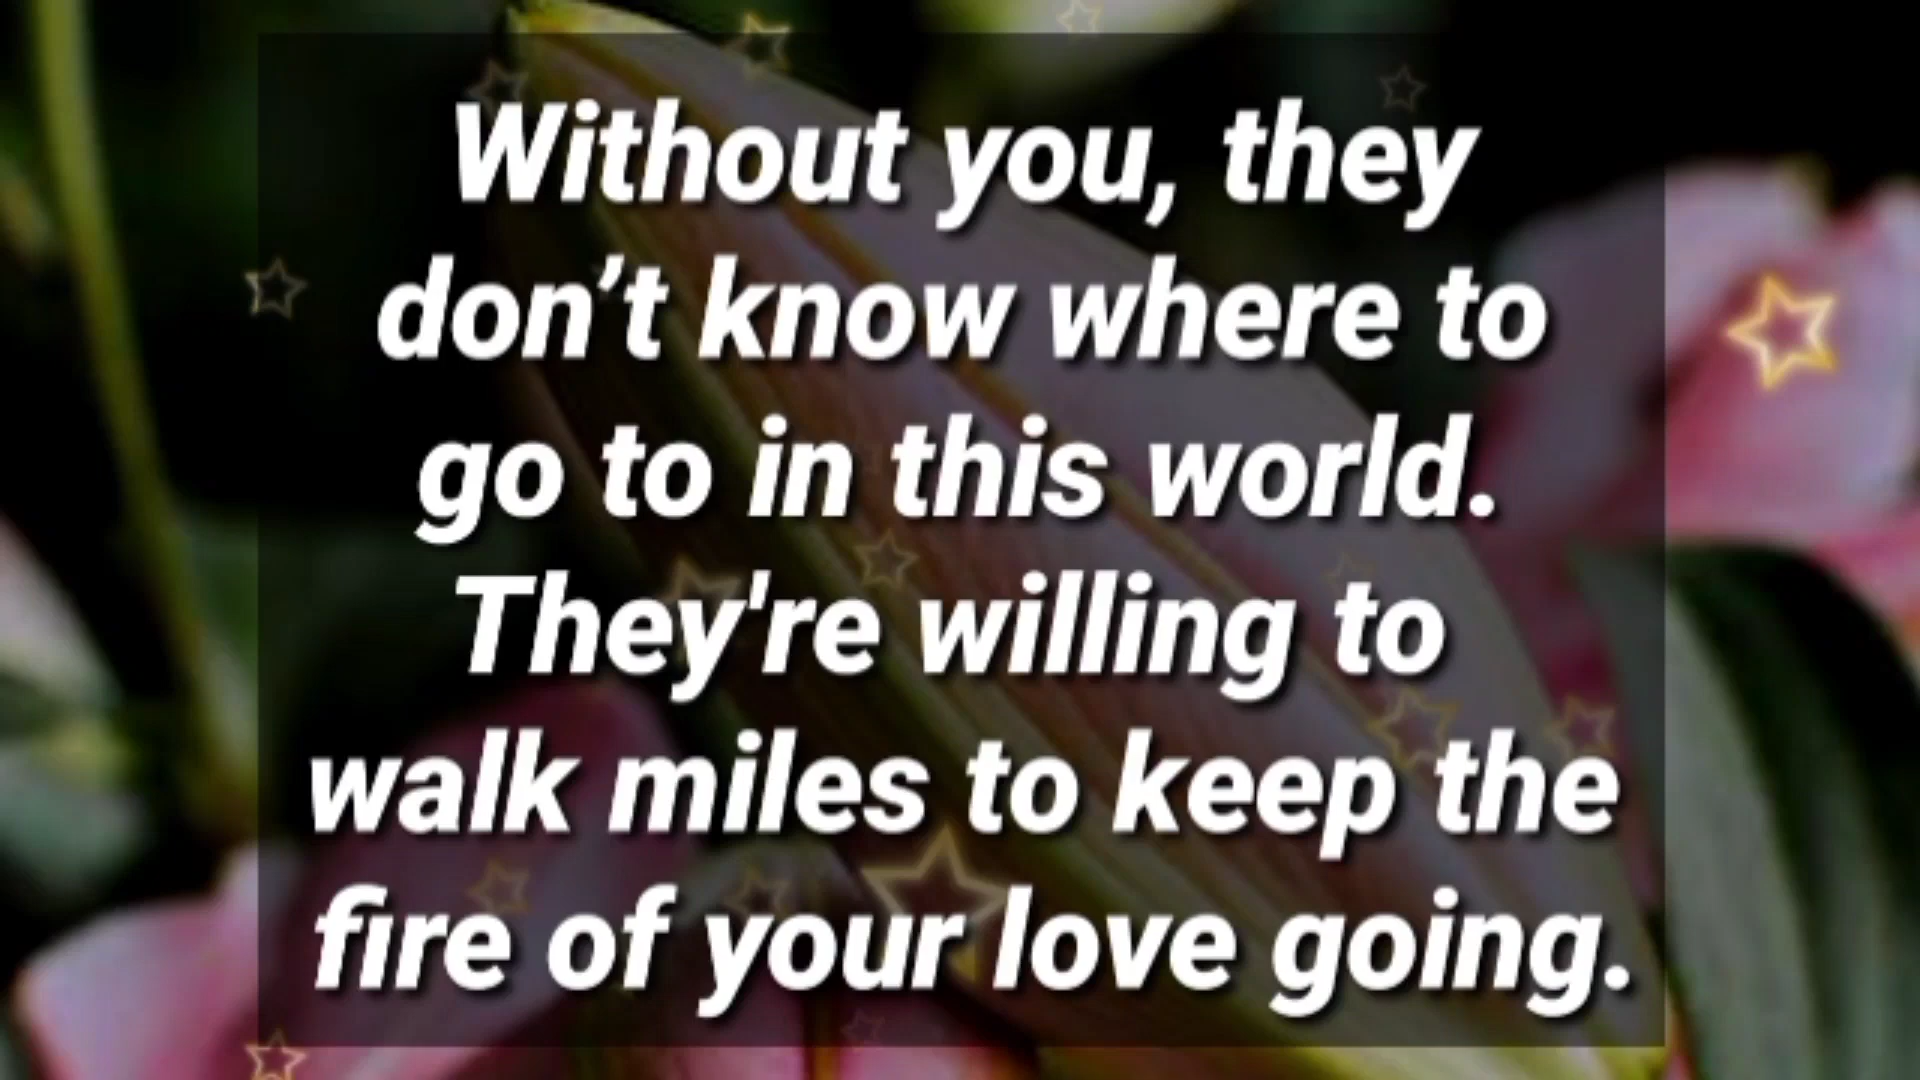 Without you, they
don’t know where to
go to in this world.
They're willing to
walk miles to keep the
fire of your love going.